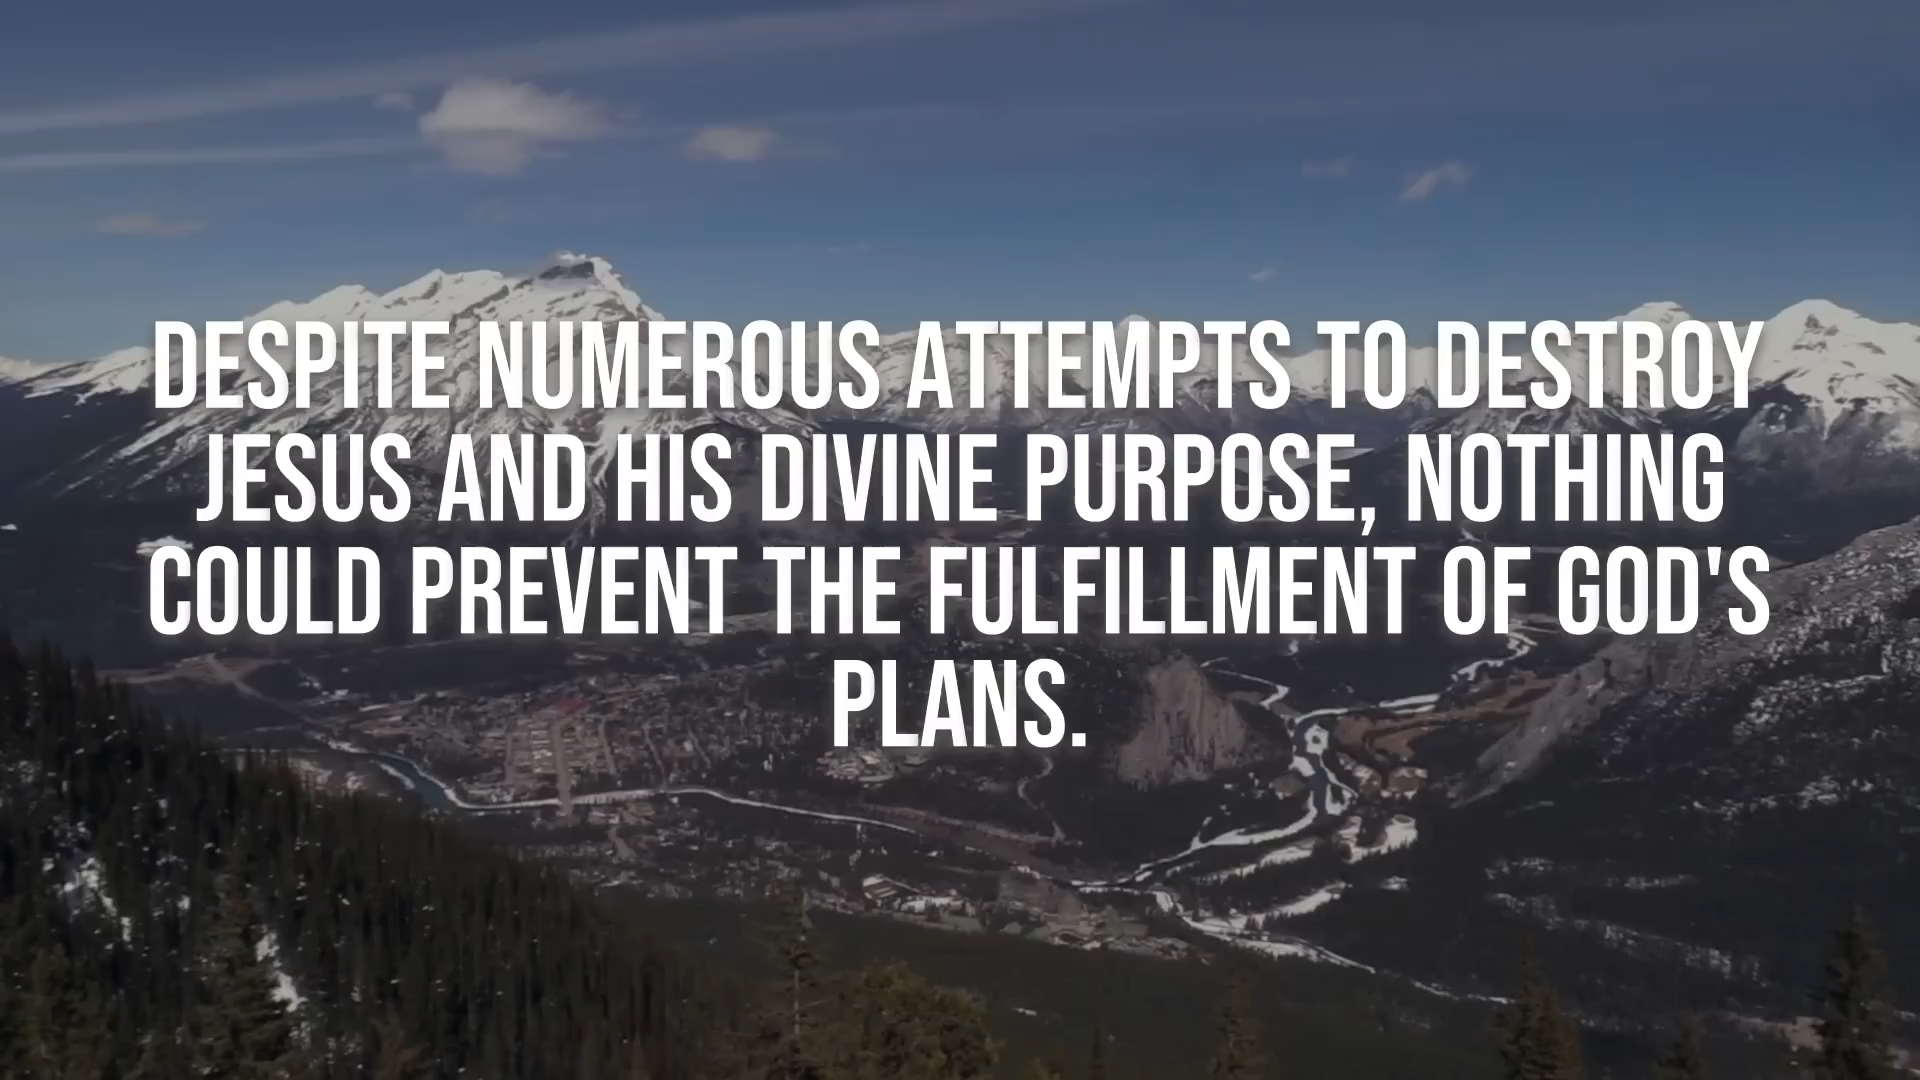 DESPITE NUMEROUS ATTEMPTS TO DESTROY
JESUS AND HIS DIVINE PURPOSE, NOTHING
COULD PREVENT THE FULFILLMENT OF GOD'S
PLANS.